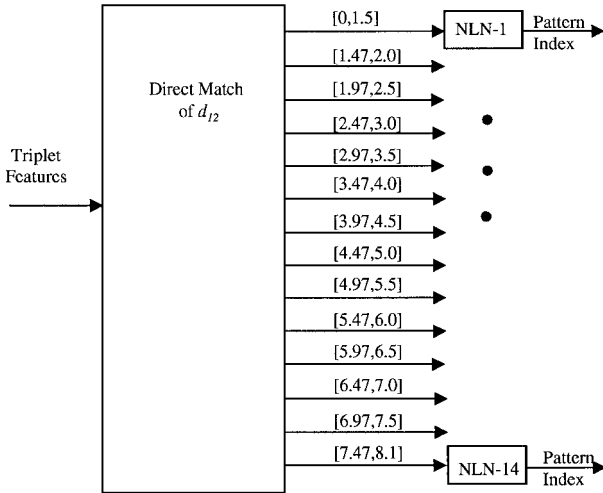 [0,1.5]
NLN-1
Pattern
Index
[1.47,2.0]
Direct Match
of d12
[1.97,2.5]
[2.47,3.0]
Triplet
Features
[2.97,3.5]
[3.47,4.0]
[3.97,4.5]
[4.47,5.0]
[4.97,5.5]
[5.47,6.0]
[5.97,6.5]
[6.47,7.0]
[6.97,7.5]
[7.47,8.1]
NLN-14
Pattern
Index